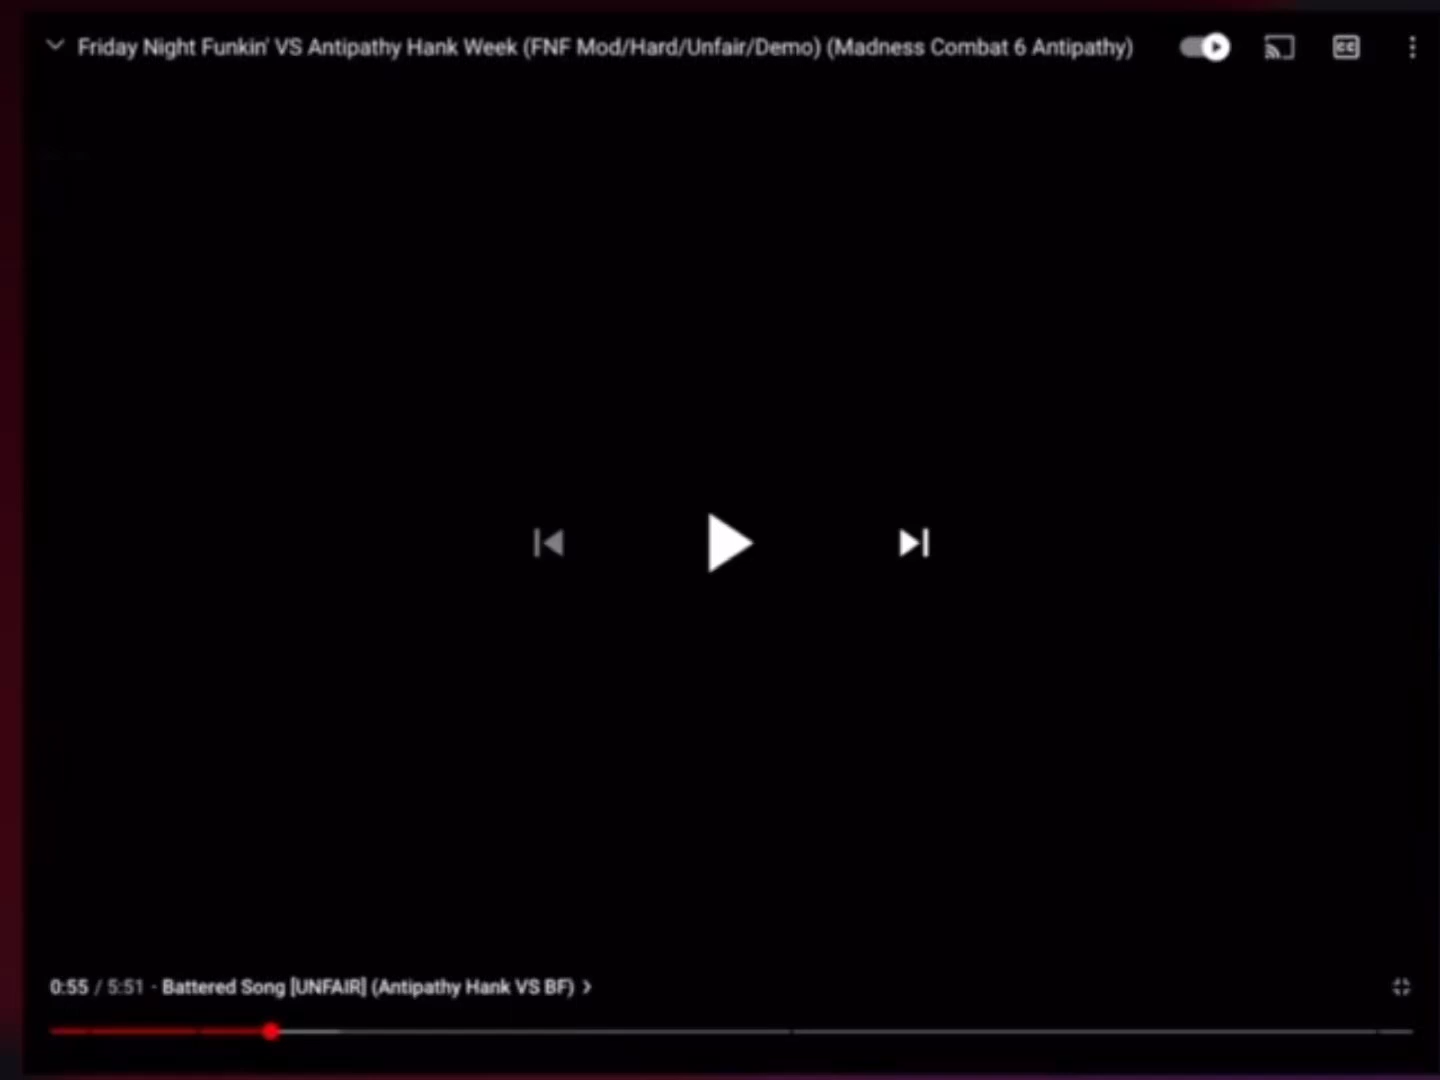 Friday Night Funkin' VS Antipathy Hank Week (FNF Mod/Hard/Unfair/Demo) (Madness Combat 6 Antipathy)
CC
0:55 / 5:51 · Battered Song [UNFAIR] (Antipathy Hank VS BF)